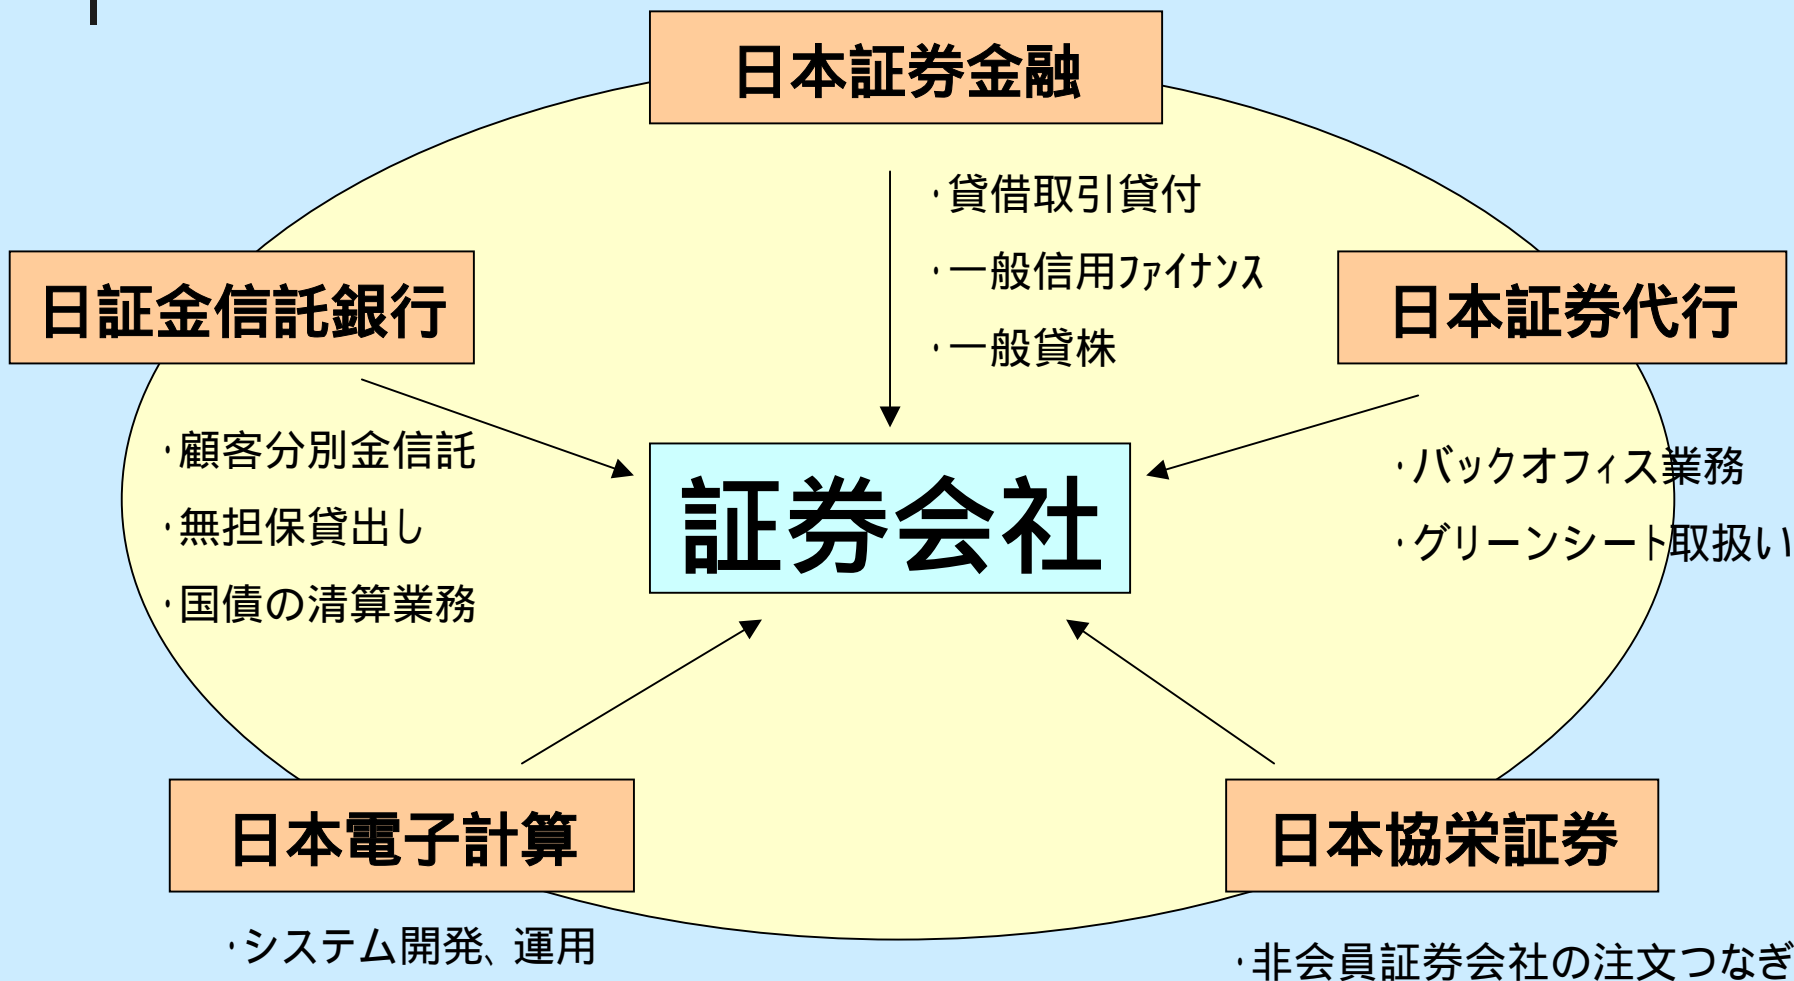 日本証券金融
・貸借取引貸付
・一般信用ファイナンス
・一般貸株
日証金信託銀行
・顧客分別金信託
・無担保貸出し
・国債の清算業務
日本証券代行
・バックオフィス業務
・グリーンシート取扱い
証券会社
日本電子計算
・システム開発、運用
日本協栄証券
・非会員証券会社の注文つなぎ